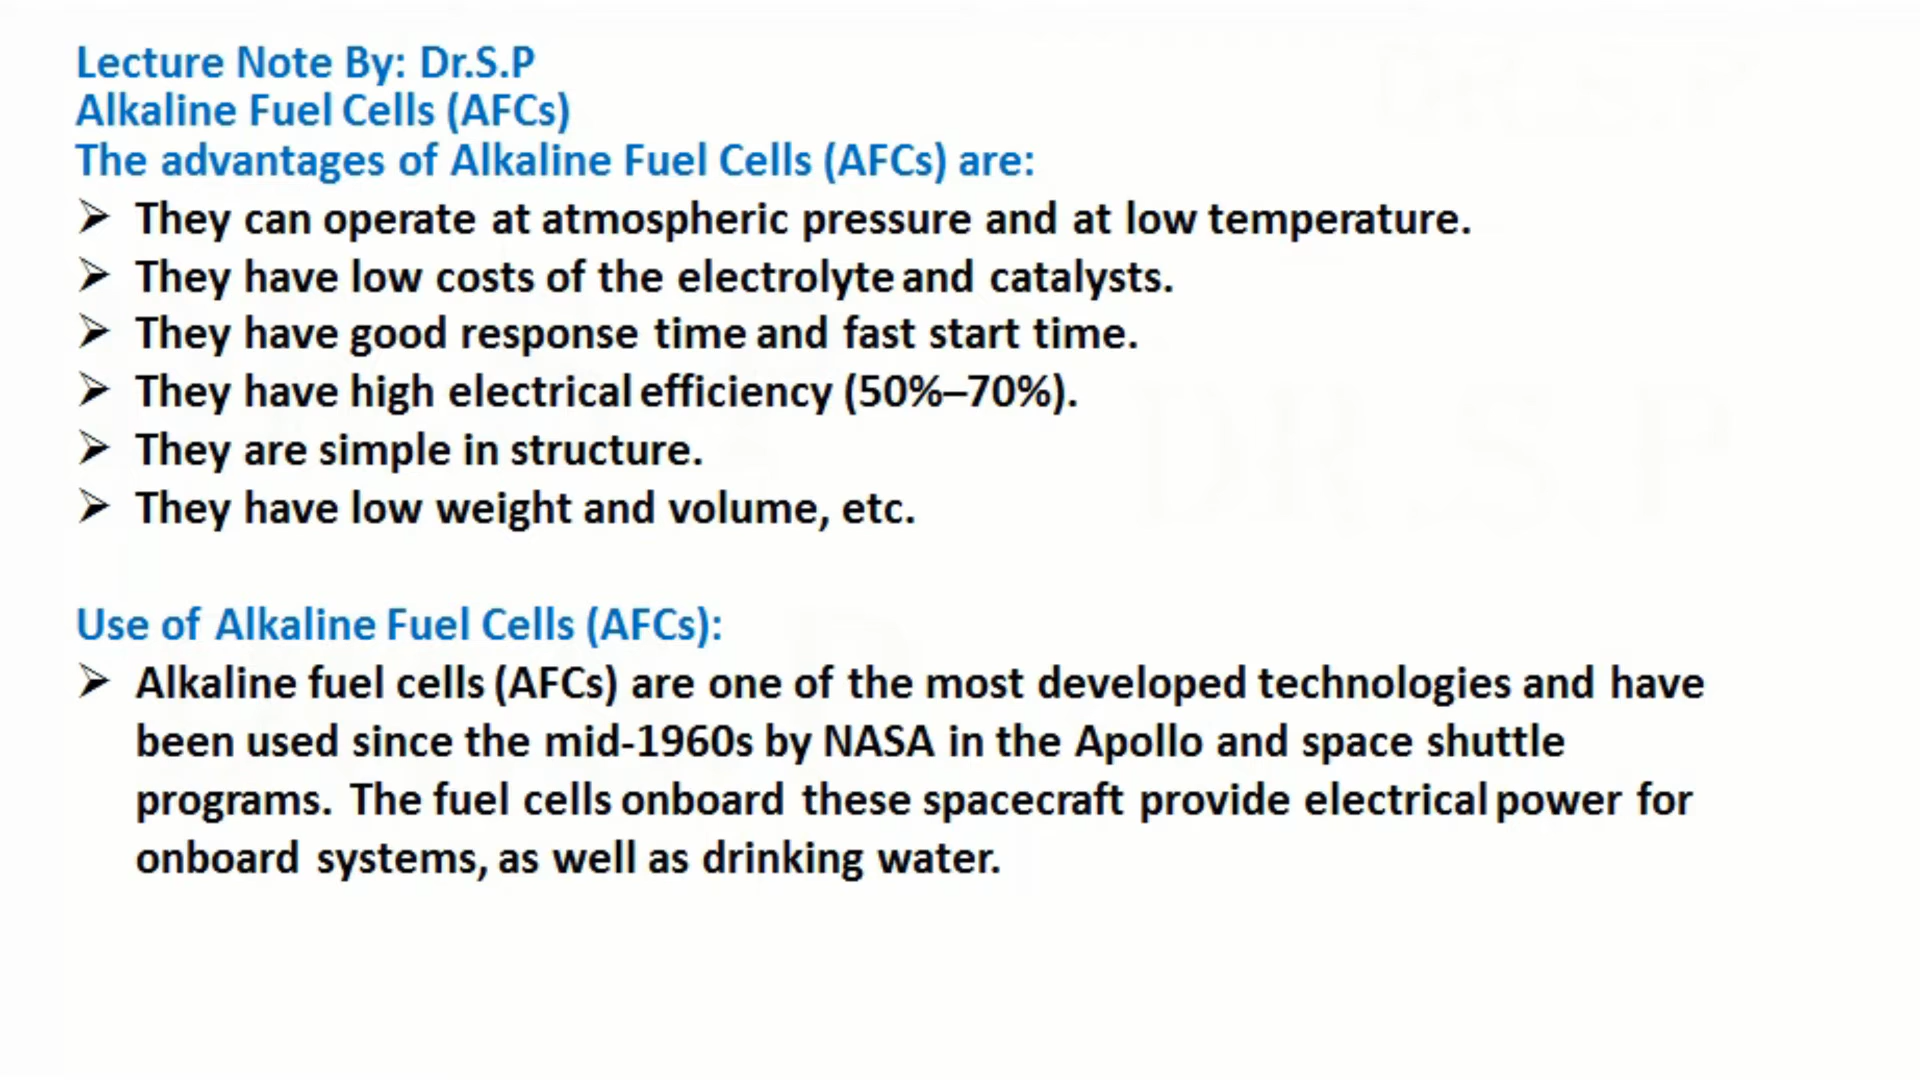 Lecture Note By: Dr.S.P
Alkaline Fuel Cells (AFCs)
The advantages of Alkaline Fuel Cells (AFCs) are:
➢ They can operate at atmospheric pressure and at low temperature.
➢ They have low costs of the electrolyte and catalysts.
➢ They have good response time and fast start time.
➢ They have high electrical efficiency (50%–70%).
➢ They are simple in structure.
➢ They have low weight and volume, etc.
Use of Alkaline Fuel Cells (AFCs):
➢ Alkaline fuel cells (AFCs) are one of the most developed technologies and have
been used since the mid-1960s by NASA in the Apollo and space shuttle
programs. The fuel cells onboard these spacecraft provide electrical power for
onboard systems, as well as drinking water.